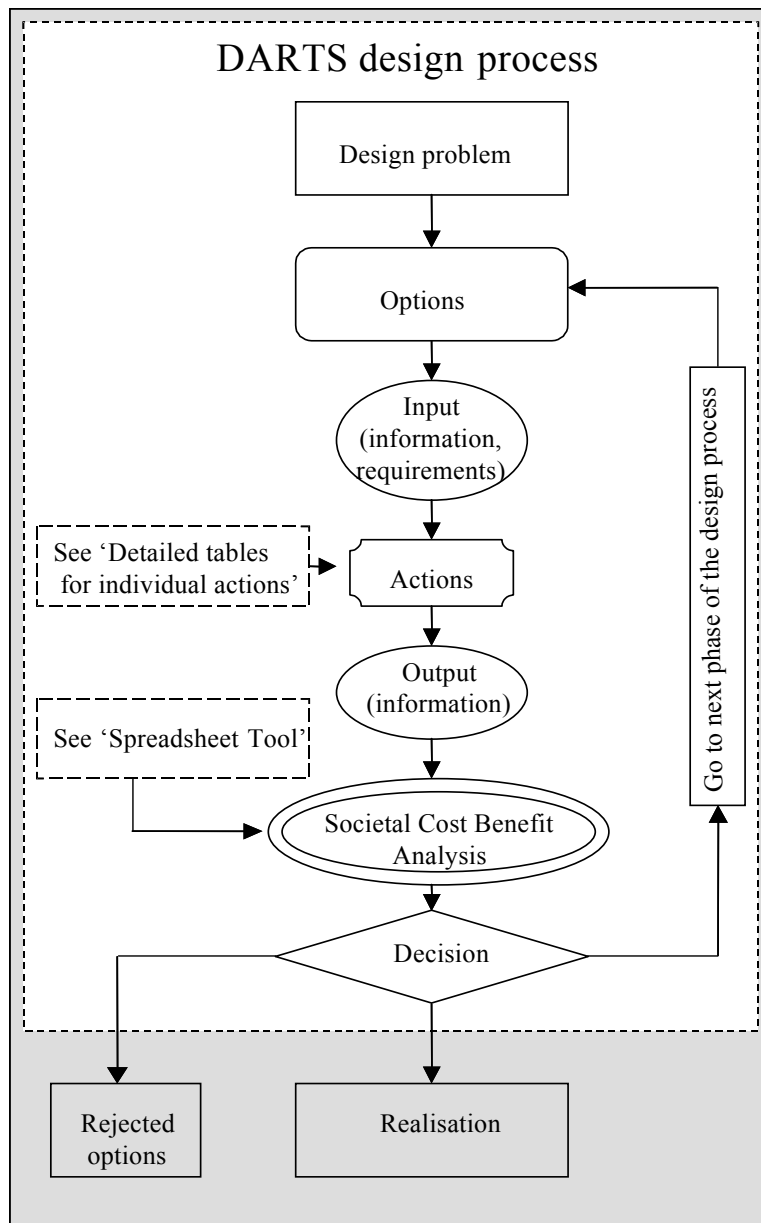 DARTS design process
Design problem
Options
Input
(information,
requirements)
See ‘Detailed tables
for individual actions’
Actions
Output
(information)
See ‘Spreadsheet Tool’
Societal Cost Benefit
Analysis
Go to next phase of the design process
Decision
Rejected
options
Realisation